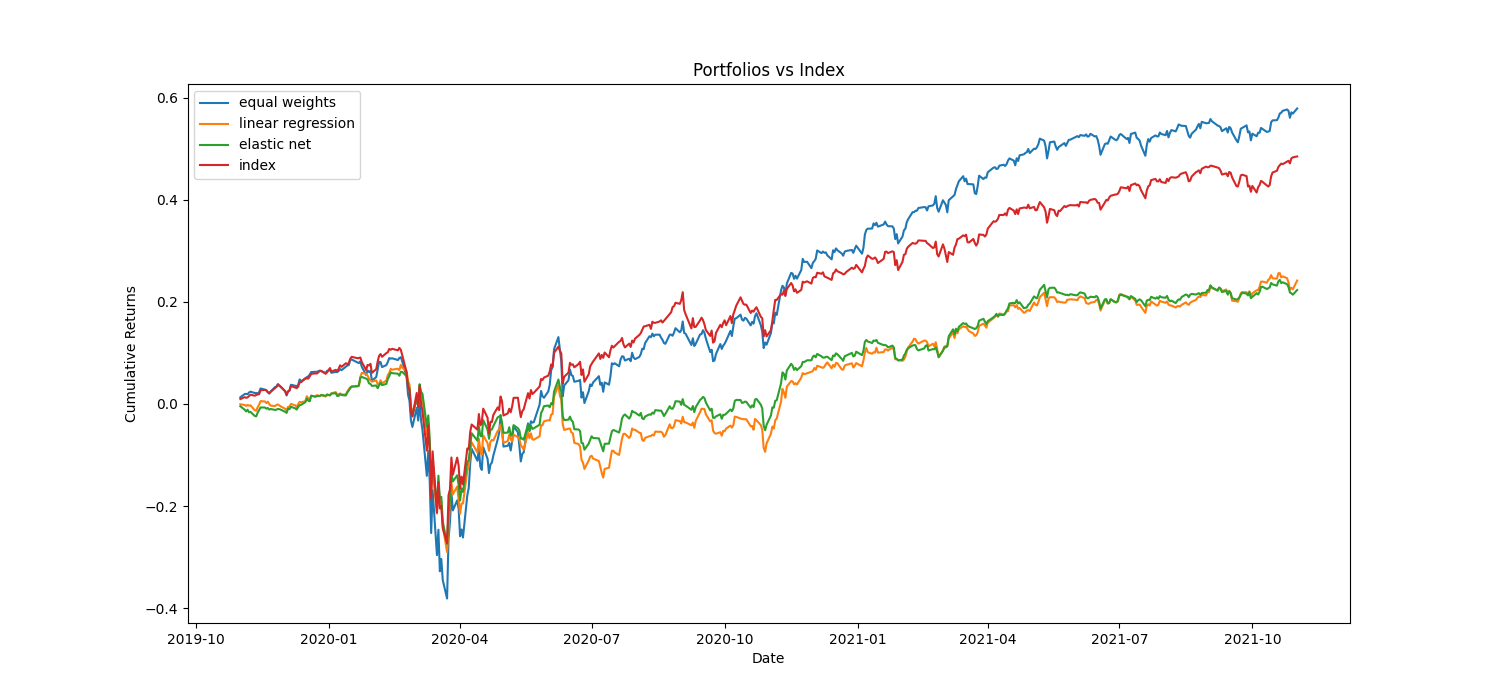 Portfolios vs Index
equal weights
linear regression
elastic net
index
Cumulative Returns
0.6
0.4
0.2
0.0
−0.2
−0.4
2019-10 2020-01 2020-04 2020-07 2020-10 2021-01 2021-04 2021-07 2021-10
Date